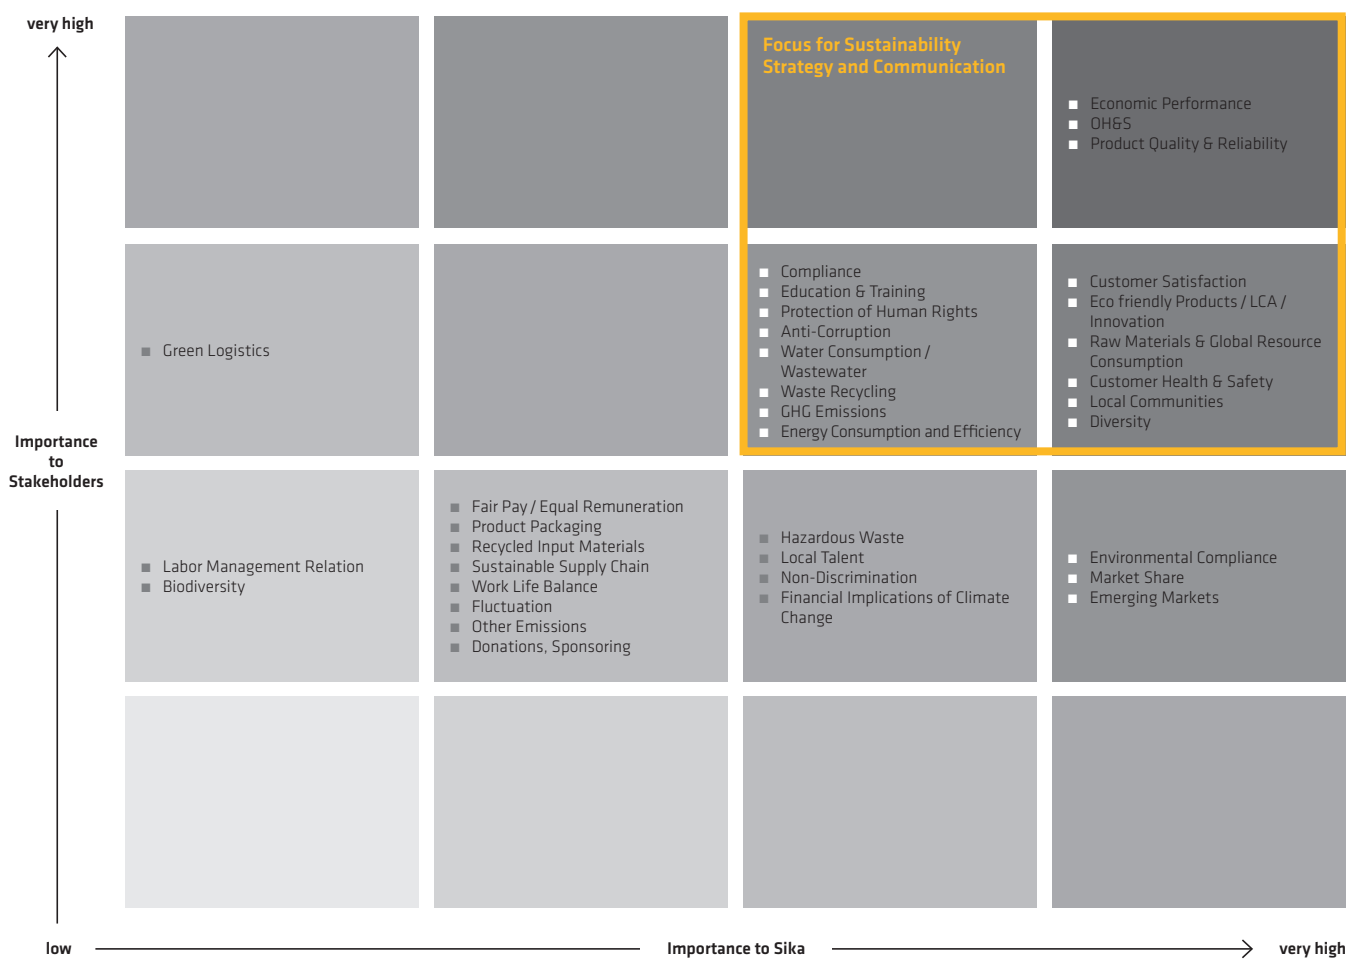 very high
Focus for Sustainability
Strategy and Communication
■ Economic Performance
■ OH&S
■ Product Quality & Reliability
■ Green Logistics
■ Compliance
■ Education & Training
■ Protection of Human Rights
■ Anti-Corruption
■ Water Consumption /
Wastewater
■ Waste Recycling
■ GHG Emissions
■ Energy Consumption and Efficiency
■ Customer Satisfaction
■ Eco friendly Products / LCA /
Innovation
■ Raw Materials & Global Resource
Consumption
■ Customer Health & Safety
■ Local Communities
■ Diversity
Importance
to
Stakeholders
■ Labor Management Relation
■ Biodiversity
■ Fair Pay / Equal Remuneration
■ Product Packaging
■ Recycled Input Materials
■ Sustainable Supply Chain
■ Work Life Balance
■ Fluctuation
■ Other Emissions
■ Donations, Sponsoring
■ Hazardous Waste
■ Local Talent
■ Non-Discrimination
■ Financial Implications of Climate
Change
■ Environmental Compliance
■ Market Share
■ Emerging Markets
low
Importance to Sika
very high